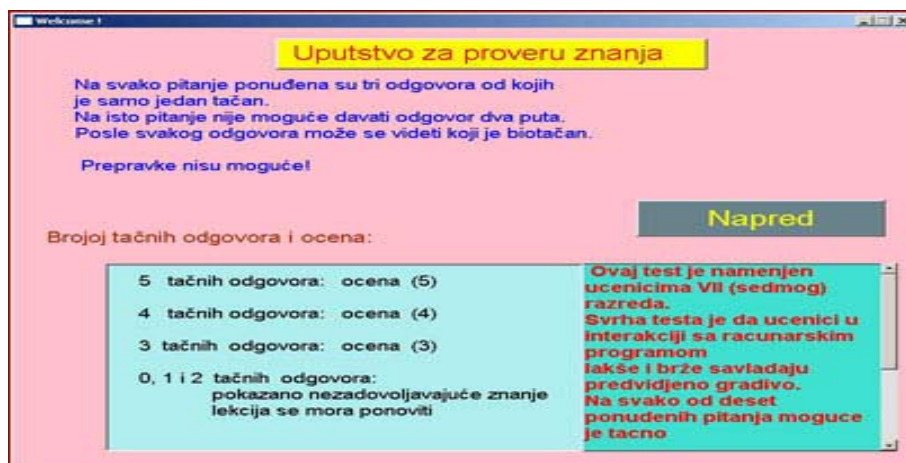 Welcome !
Uputstvo za proveru znanja
Na svako pitanje ponuđena su tri odgovora od kojih
je samo jedan tačan.
Na isto pitanje nije moguće davati odgovor dva puta.
Posle svakog odgovora može se videti koji je biotačan.
Prepravke nisu moguće!
Napred
Brojoj tačnih odgovora i ocena:
5 tačnih odgovora: ocena (5)
4 tačnih odgovora: ocena (4)
3 tačnih odgovora: ocena (3)
0, 1 i 2 tačnih odgovora:
pokazano nezadovoljavajuće znanje
lekcija se mora ponoviti
Ovaj test je namenjen
ucenicima VII (sedmog)
razreda.
Svrha testa je da ucenici u
interakciji sa racunarskim
programom
lakše i brže savladaju
predvidjeno gradivo.
Na svako od deset
ponuđenih pitanja moguce
je tacno